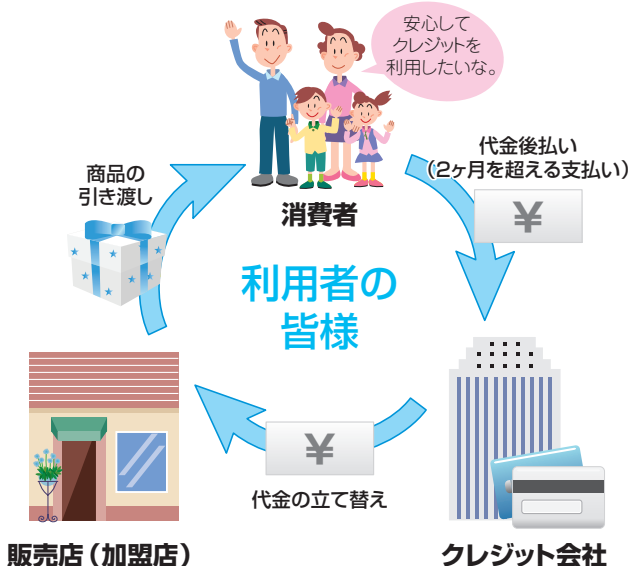 安心して
クレジットを
利用したいな。
代金後払い
（2ヶ月を超える支払い）
¥
商品の
引き渡し
消費者
利用者の
皆様
¥
代金の立て替え
販売店（加盟店）
クレジット会社